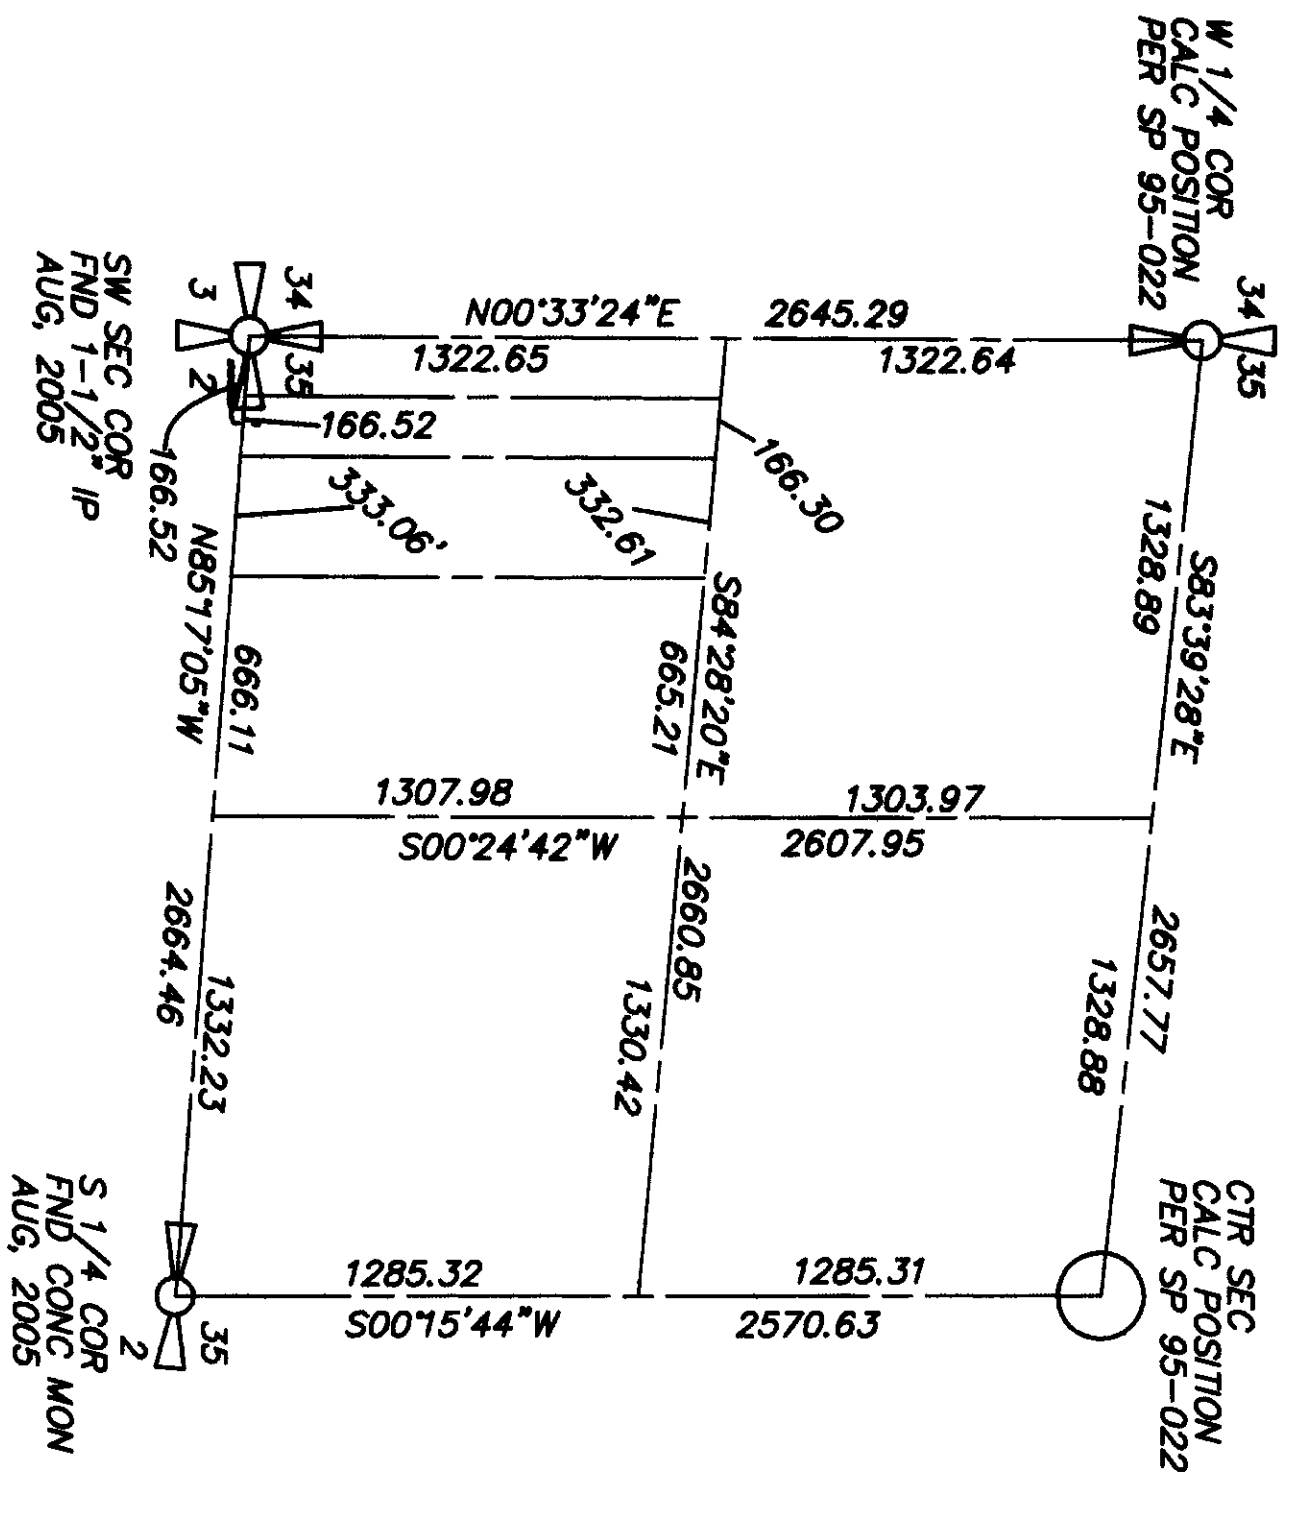 W 1/4 COR
CALC POSITION
PER SP 95-022
34
35
N00°33'24"E
2645.29
1322.65
1322.64
34
35
3
2
SW SEC COR
FND 1-1/2" IP
AUG, 2005
166.52
166.52
166.30
333.06'
332.61
S83°39'28"E
1328.89
N85°17'05"W
666.11
S84°28'20"E
665.21
1307.98
1303.97
S00°24'42"W
2607.95
2657.77
1328.88
2660.85
1330.42
2664.46
1332.23
CTR SEC
CALC POSITION
PER SP 95-022
1285.32
1285.31
S00°15'44"W
2570.63
35
2
S 1/4 COR
FND CONC MON
AUG, 2005